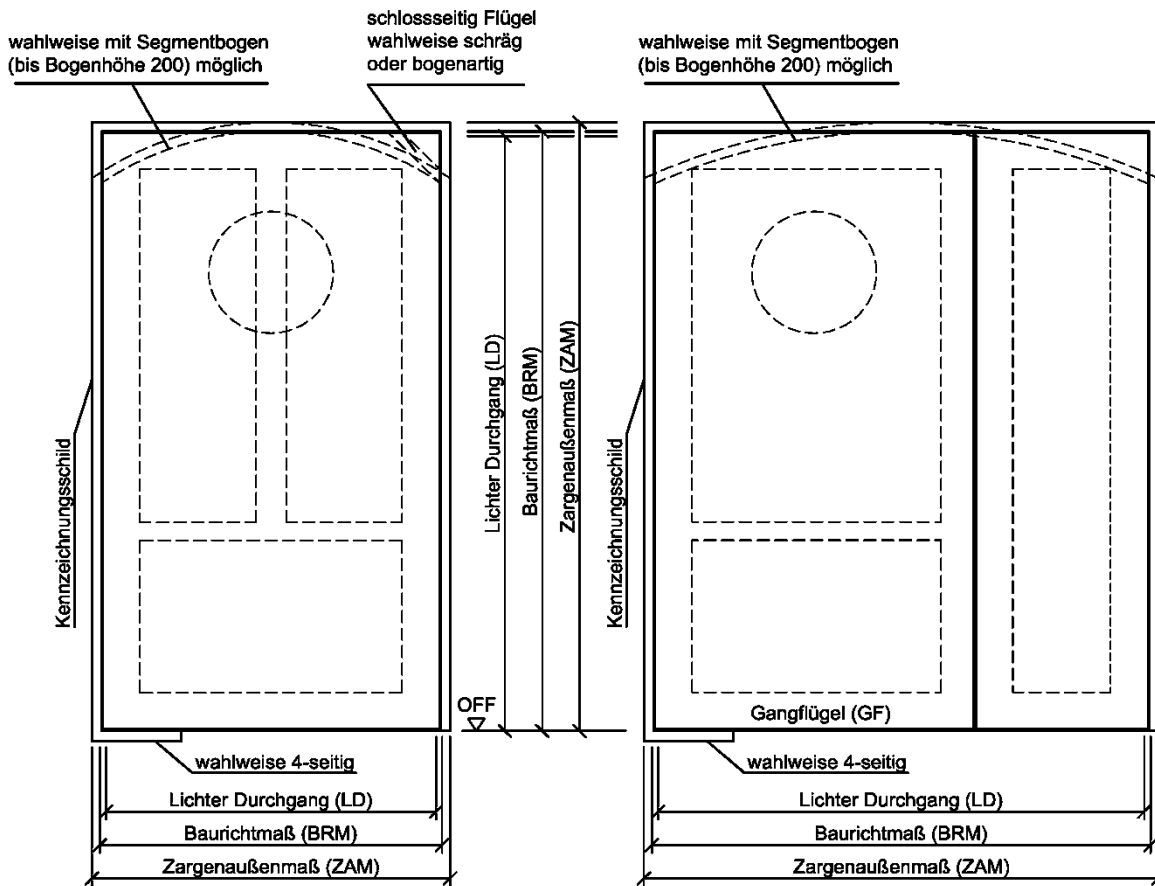 schlossseitig Flügel
wahlweise schräg
oder bogenartig
wahlweise mit Segmentbogen
(bis Bogenhöhe 200) möglich
wahlweise mit Segmentbogen
(bis Bogenhöhe 200) möglich
Kennzeichnungsschild
Lichter Durchgang (LD)
Baurichtmaß (BRM)
Zargenaußenmaß (ZAM)
Kennzeichnungsschild
OFF
Gangflügel (GF)
wahlweise 4-seitig
Lichter Durchgang (LD)
Baurichtmaß (BRM)
Zargenaußenmaß (ZAM)
wahlweise 4-seitig
Lichter Durchgang (LD)
Baurichtmaß (BRM)
Zargenaußenmaß (ZAM)